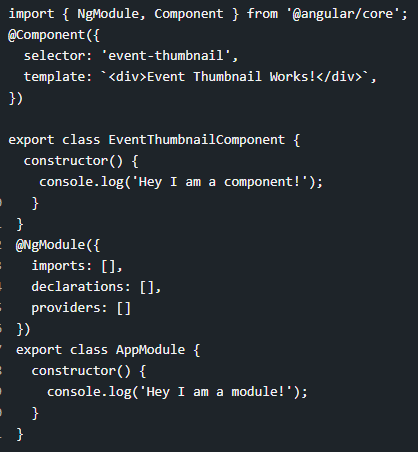 import { NgModule, Component } from '@angular/core';
@Component({
  selector: 'event-thumbnail',
  template: `<div>Event Thumbnail Works!</div>`,
})

export class EventThumbnailComponent {
  constructor() {
    console.log('Hey I am a component!');
  }
}
@NgModule({
  imports: [],
  declarations: [],
  providers: []
})
export class AppModule {
  constructor() {
    console.log('Hey I am a module!');
  }
}